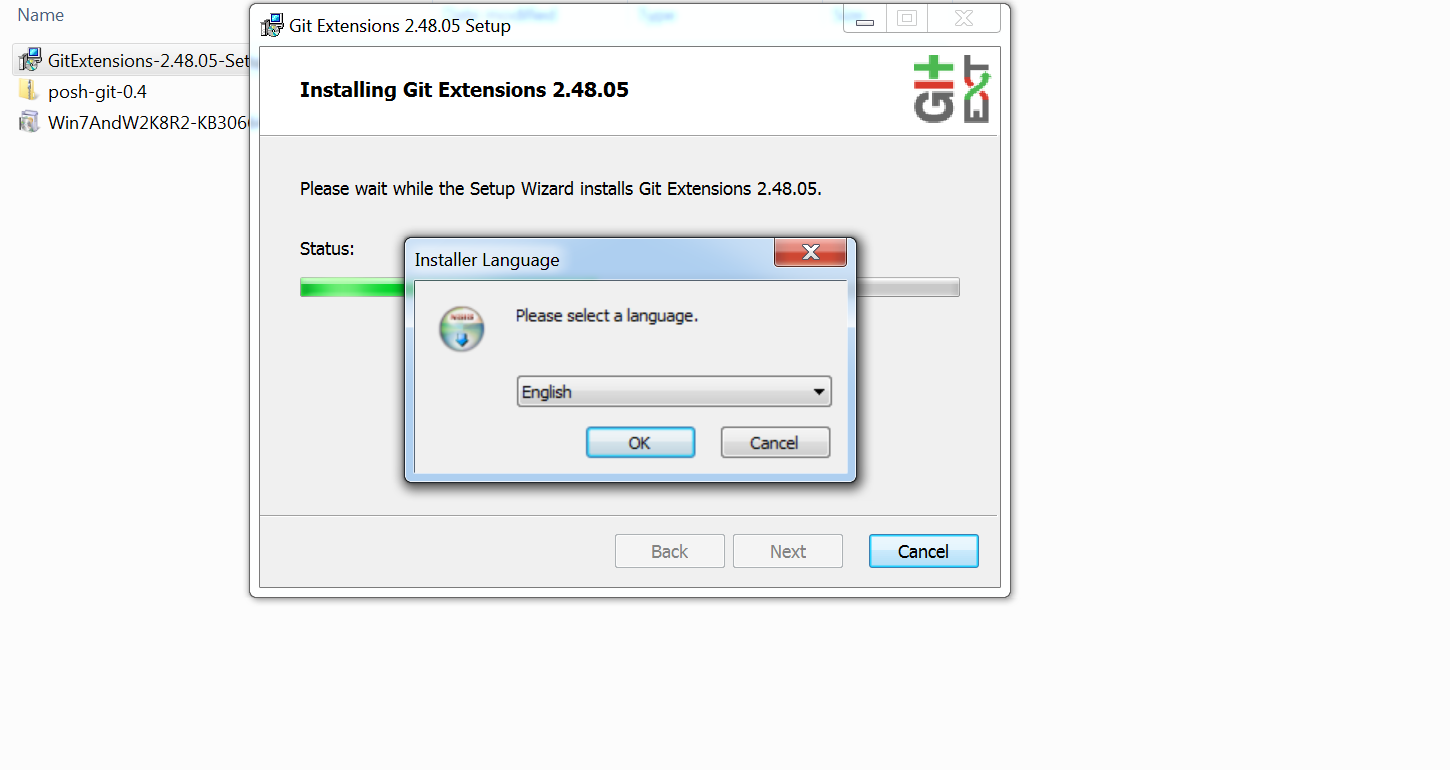 Name
GitExtensions-2.48.05-Set
posh-git-0.4
Win7AndW2K8R2-KB306
Git Extensions 2.48.05 Setup
Installing Git Extensions 2.48.05
Git
EXT
Please wait while the Setup Wizard installs Git Extensions 2.48.05.
Status:
Installer Language
Please select a language.
English
OK
Cancel
Back
Next
Cancel